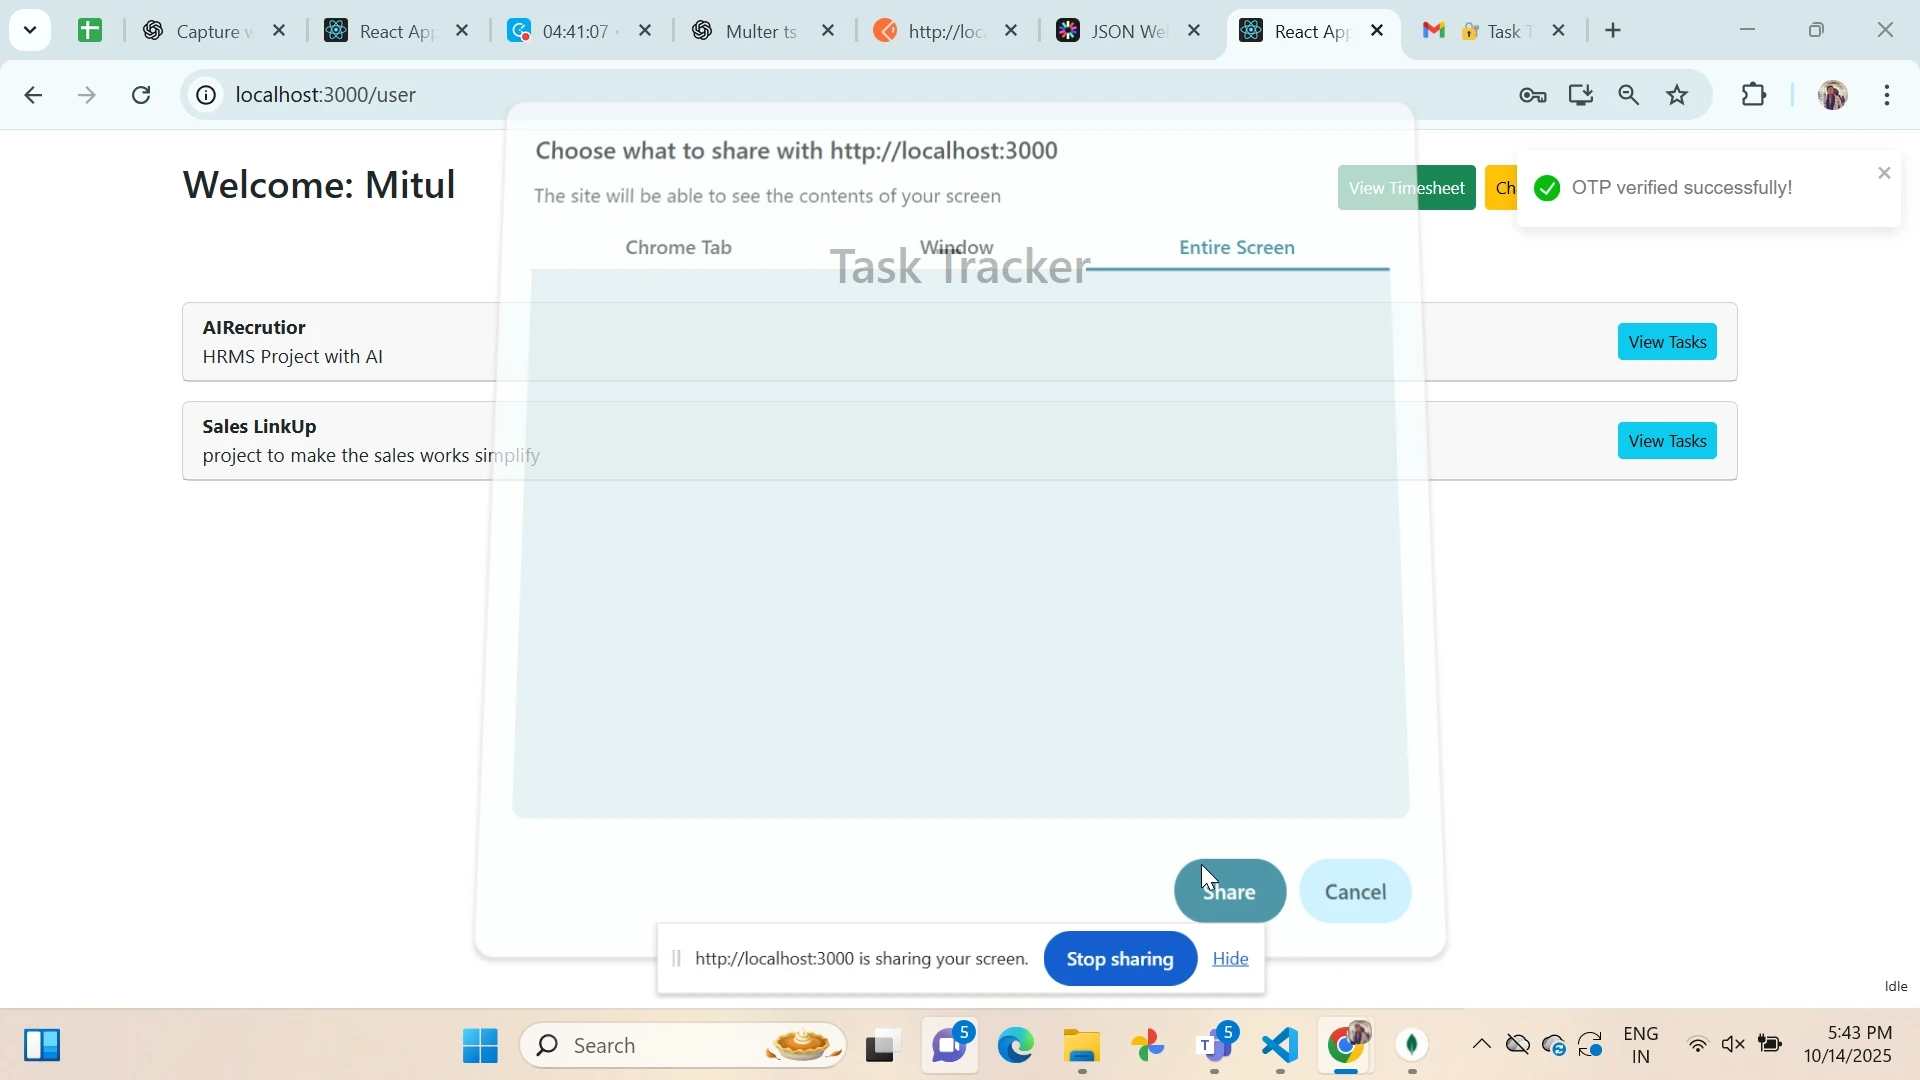 Capture w
React App
04:41:07
Multer ts
http://loc
JSON We
React App
Task T
localhost:3000/user
Choose what to share with http://localhost:3000
The site will be able to see the contents of your screen
Chrome Tab
Window
Entire Screen
Welcome: Mitul
View Timesheet
Ch
OTP verified successfully!
Task Tracker
AIRecrutior
HRMS Project with AI
View Tasks
Sales LinkUp
project to make the sales works simplify
View Tasks
Share
Cancel
http://localhost:3000 is sharing your screen.
Stop sharing
Hide
Idle
Search
5
T
5
ENG
IN
5:43 PM
10/14/2025